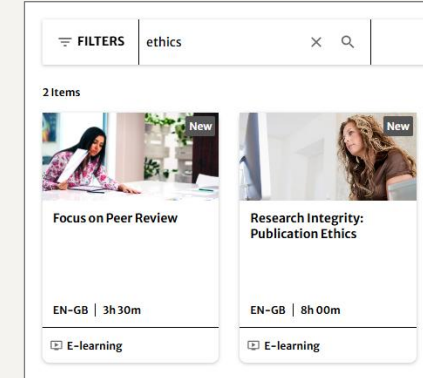 FILTERS
ethics
2 Items
New
New
Focus on Peer Review
Research Integrity:
Publication Ethics
EN-GB | 3h 30m
EN-GB | 8h 00m
E-learning
E-learning